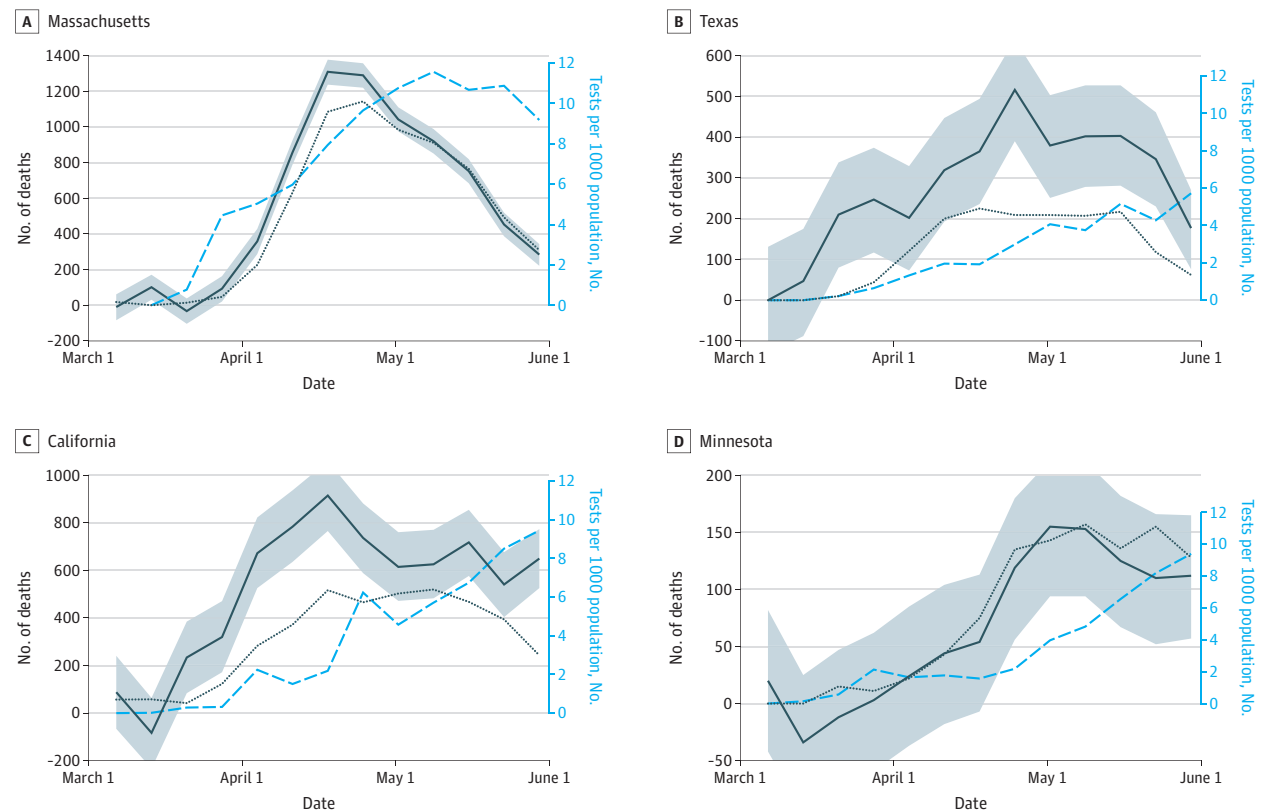 A Massachusetts
1400
1200
1000
800
600
400
200
0
-200
No. of deaths
12
10
8
6
4
2
0
Tests per 1000 population, No.
March 1 April 1 May 1 June 1
Date
B Texas
600
500
400
300
200
100
0
-100
No. of deaths
12
10
8
6
4
2
0
Tests per 1000 population, No.
March 1 April 1 May 1 June 1
Date
C California
1000
800
600
400
200
0
-200
No. of deaths
12
10
8
6
4
2
0
Tests per 1000 population, No.
March 1 April 1 May 1 June 1
Date
D Minnesota
200
150
100
50
0
-50
No. of deaths
12
10
8
6
4
2
0
Tests per 1000 population, No.
March 1 April 1 May 1 June 1
Date